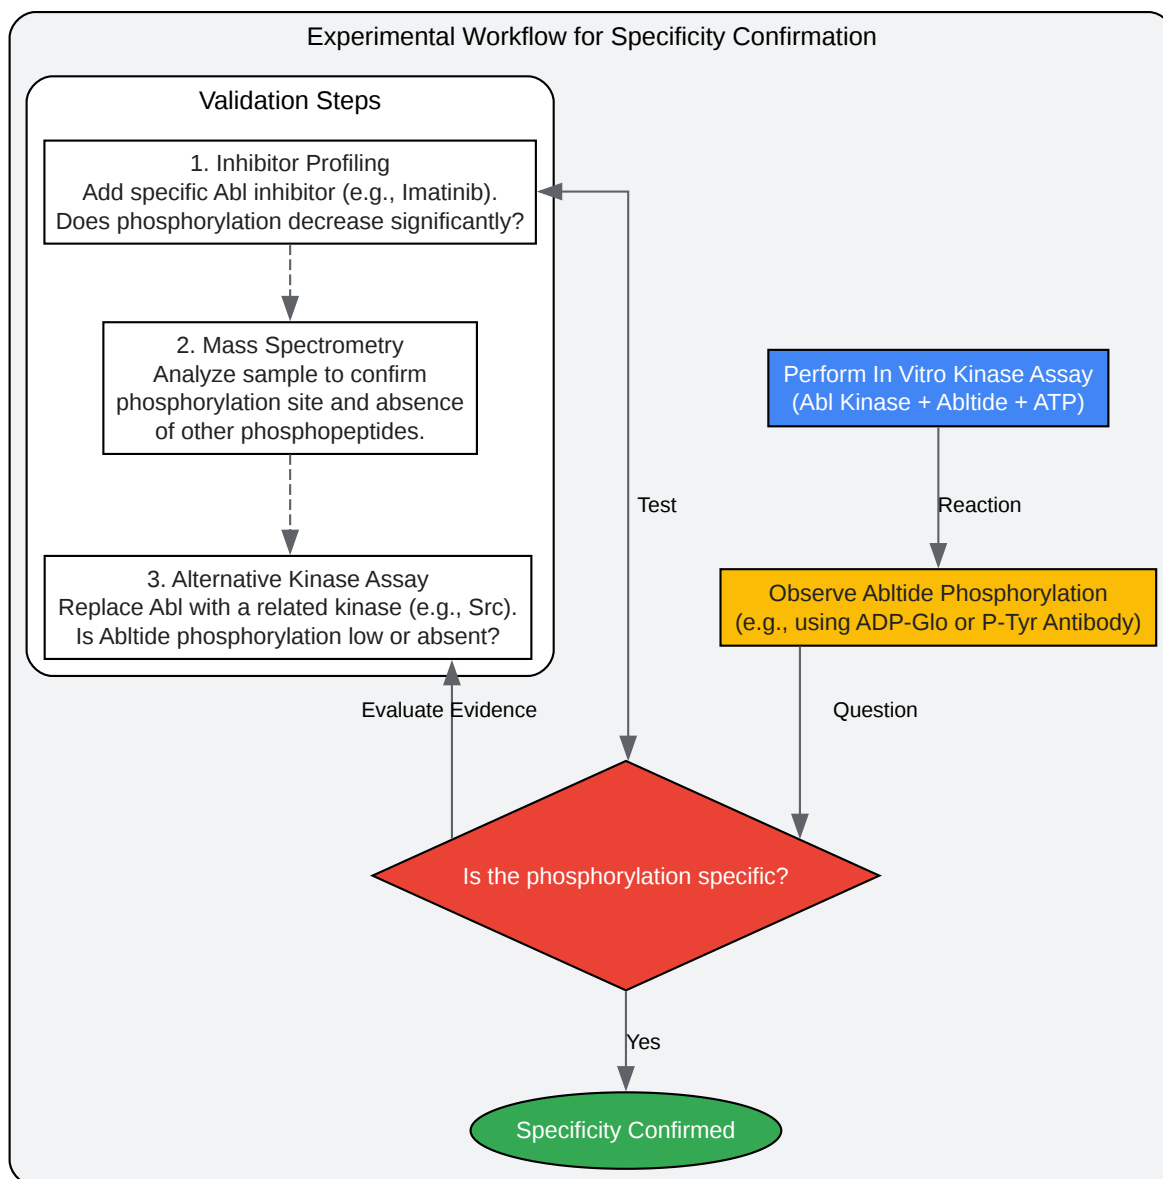 Experimental Workflow for Specificity Confirmation
Validation Steps
1. Inhibitor Profiling
Add specific Abl inhibitor (e.g., Imatinib).
Does phosphorylation decrease significantly?
2. Mass Spectrometry
Analyze sample to confirm
phosphorylation site and absence
of other phosphopeptides.
3. Alternative Kinase Assay
Replace Abl with a related kinase (e.g., Src).
Is Abltide phosphorylation low or absent?
Perform In Vitro Kinase Assay
(Abl Kinase + Abltide + ATP)
Test
Reaction
Observe Abltide Phosphorylation
(e.g., using ADP-Glo or P-Tyr Antibody)
Evaluate Evidence
Question
Is the phosphorylation specific?
Yes
Specificity Confirmed